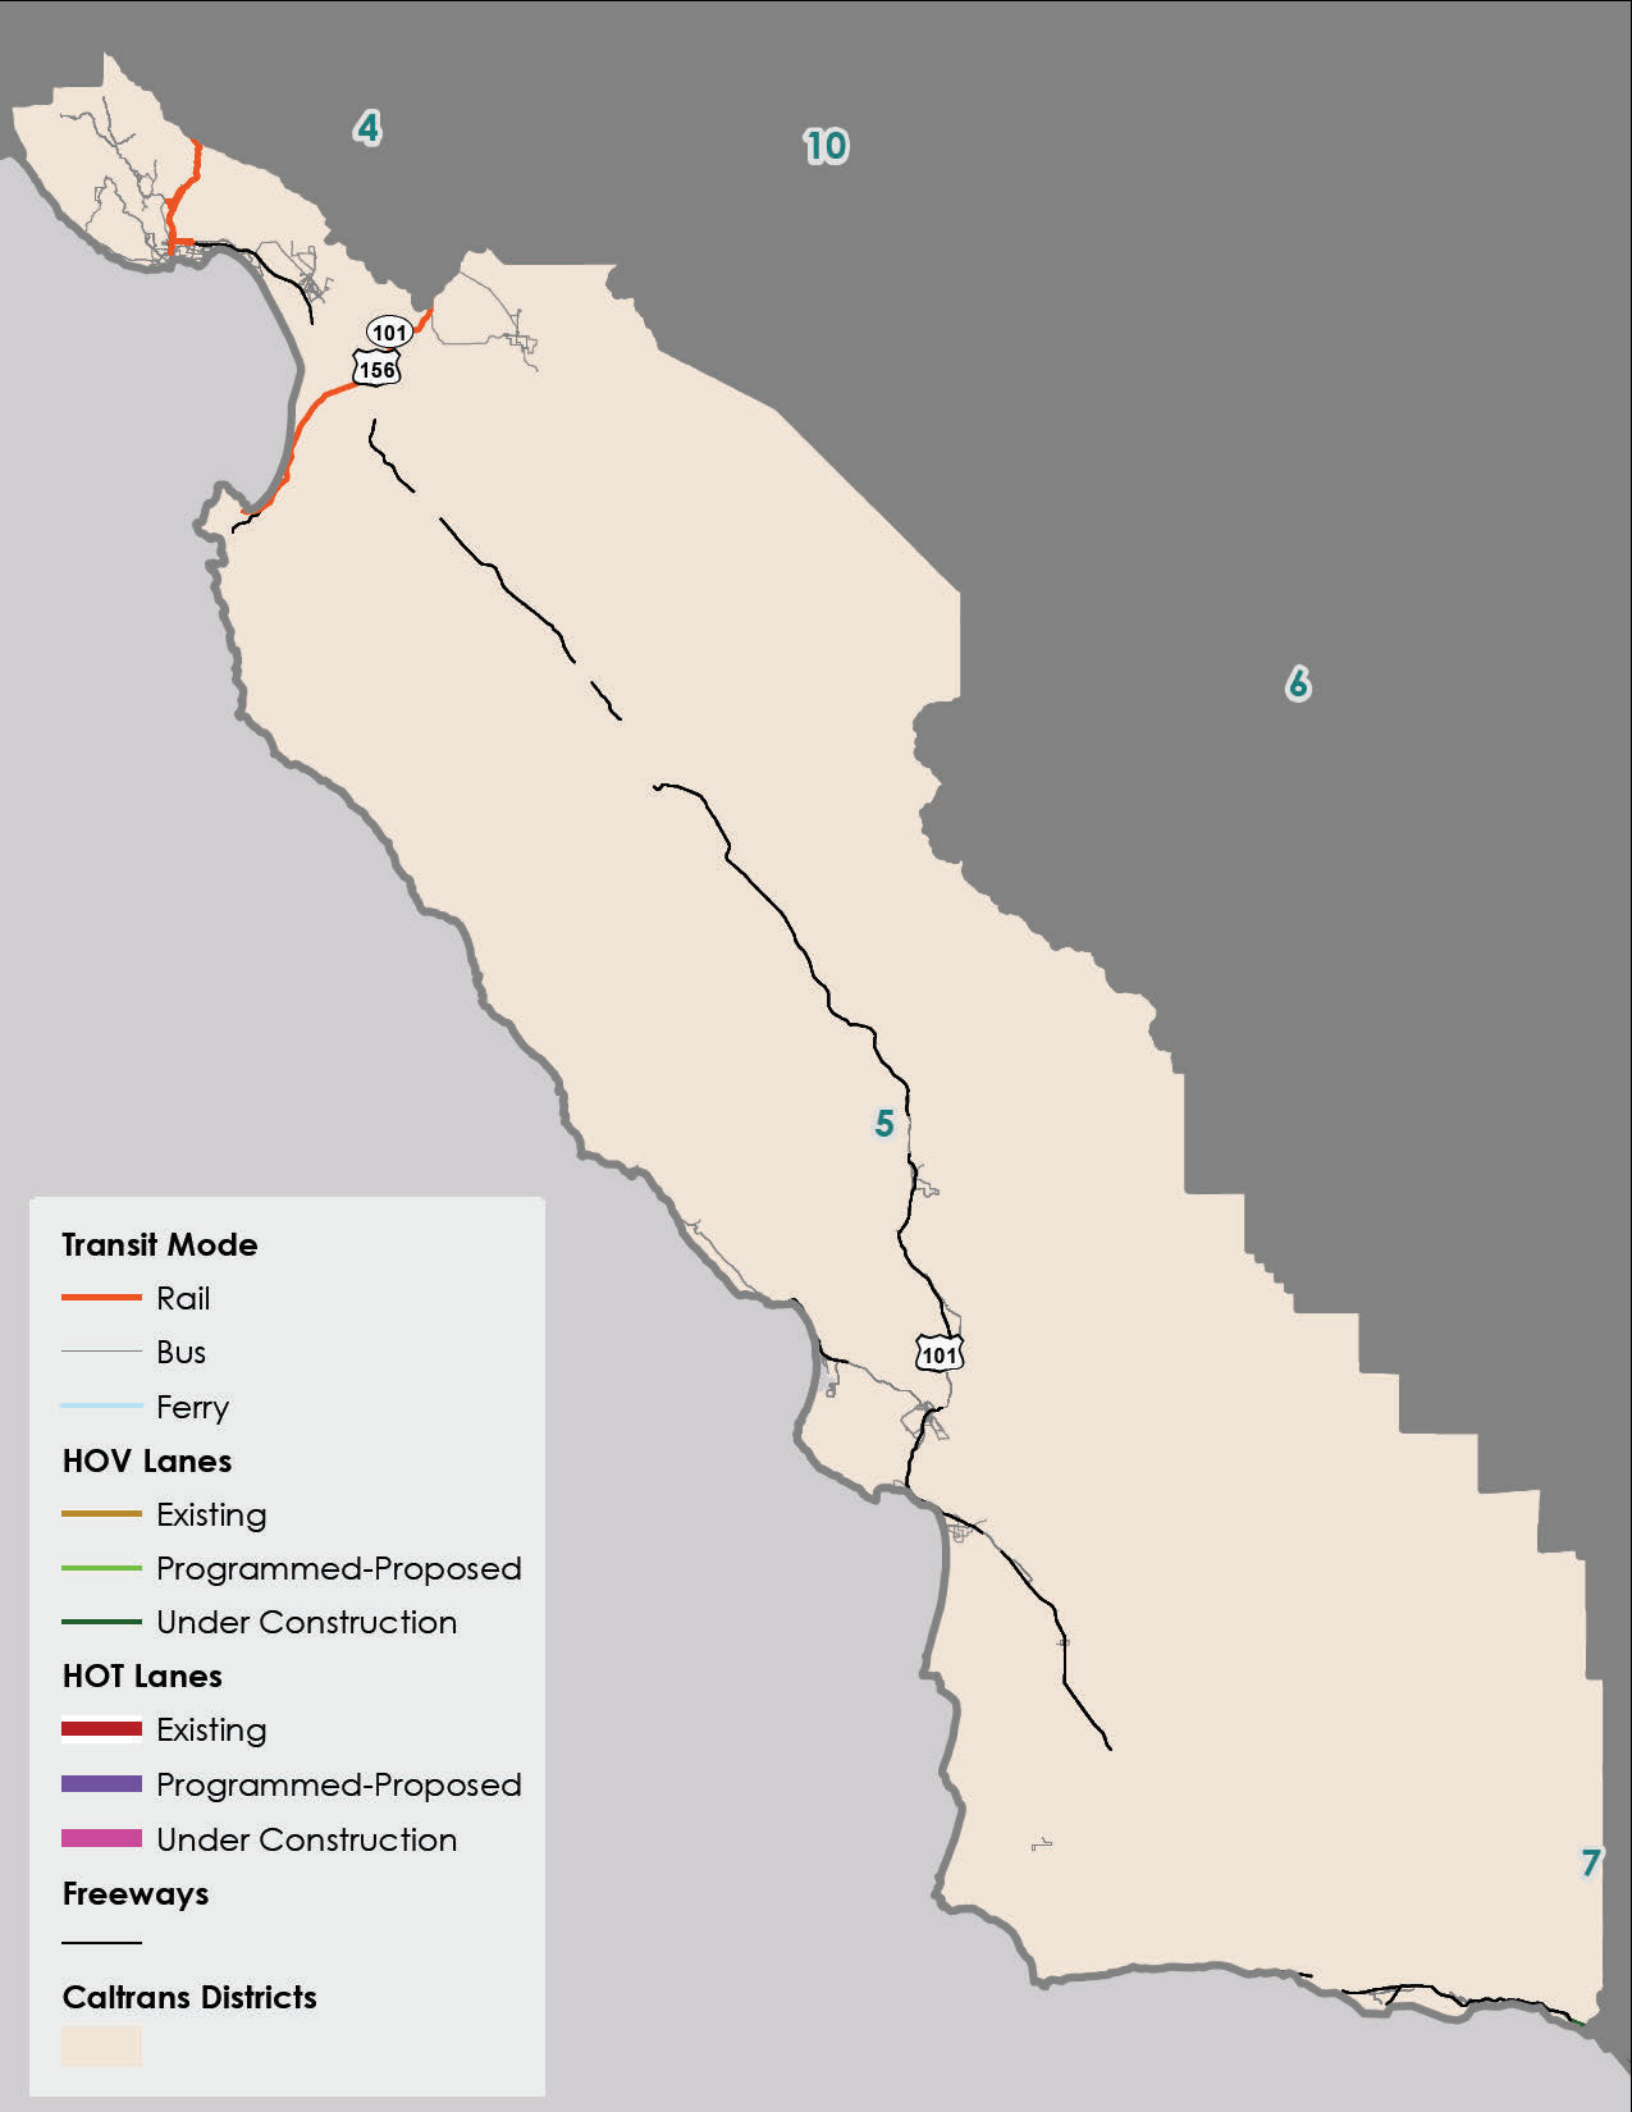 4
10
101
156
6
5
101
7
Transit Mode
Rail
Bus
Ferry
HOV Lanes
Existing
Programmed-Proposed
Under Construction
HOT Lanes
Existing
Programmed-Proposed
Under Construction
Freeways
Caltrans Districts